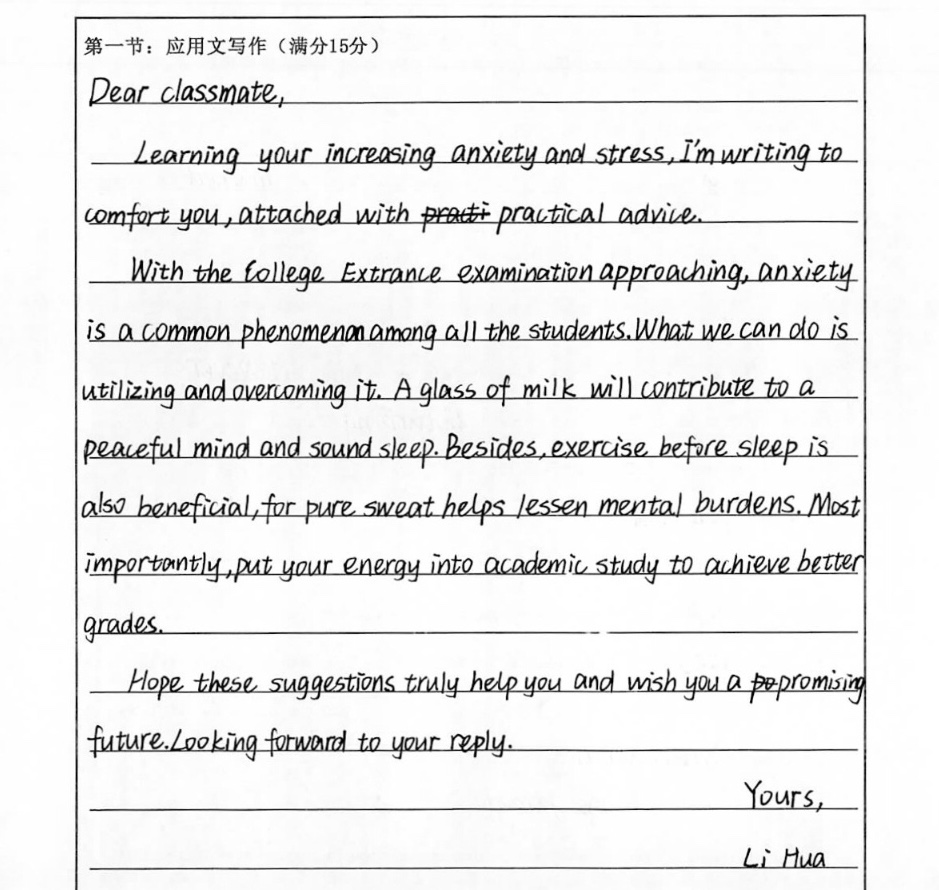 第一节：应用文写作（满分15分）
Dear classmate,
Learning your increasing anxiety and stress, I'm writing to
comfort you, attached with practi practical advice.
With the College Extrance examination approaching, anxiety
is a common phenomenon among all the students. What we can do is
utilizing and overcoming it. A glass of milk will contribute to a
peaceful mind and sound sleep. Besides, exercise before sleep is
also beneficial, for pure sweat helps lessen mental burdens. Most
importantly, put your energy into academic study to achieve better
grades.
Hope these suggestions truly help you and wish you a po promising
future. Looking forward to your reply.
Yours,
Li Hua